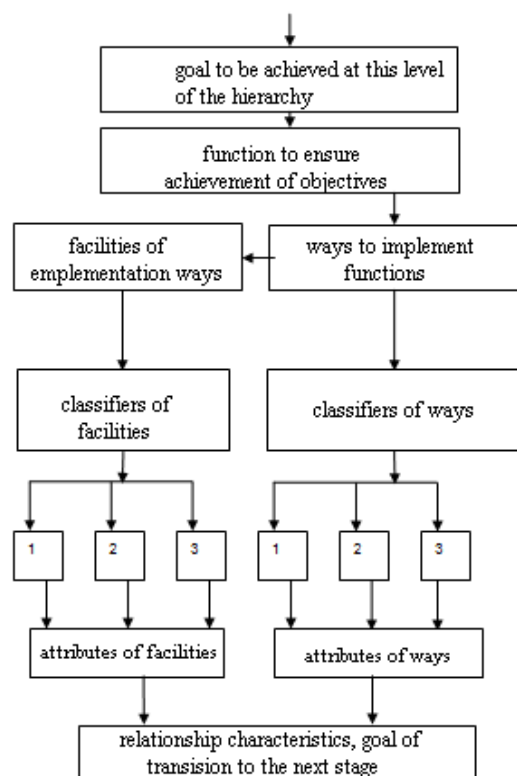 goal to be achieved at this level
of the hierarchy
function to ensure
achievement of objectives
facilities of
emplementation ways
ways to implement
functions
classifiers of
facilities
classifiers of ways
1 2 3
1 2 3
attributes of facilities
attributes of ways
relationship characteristics, goal of
transision to the next stage